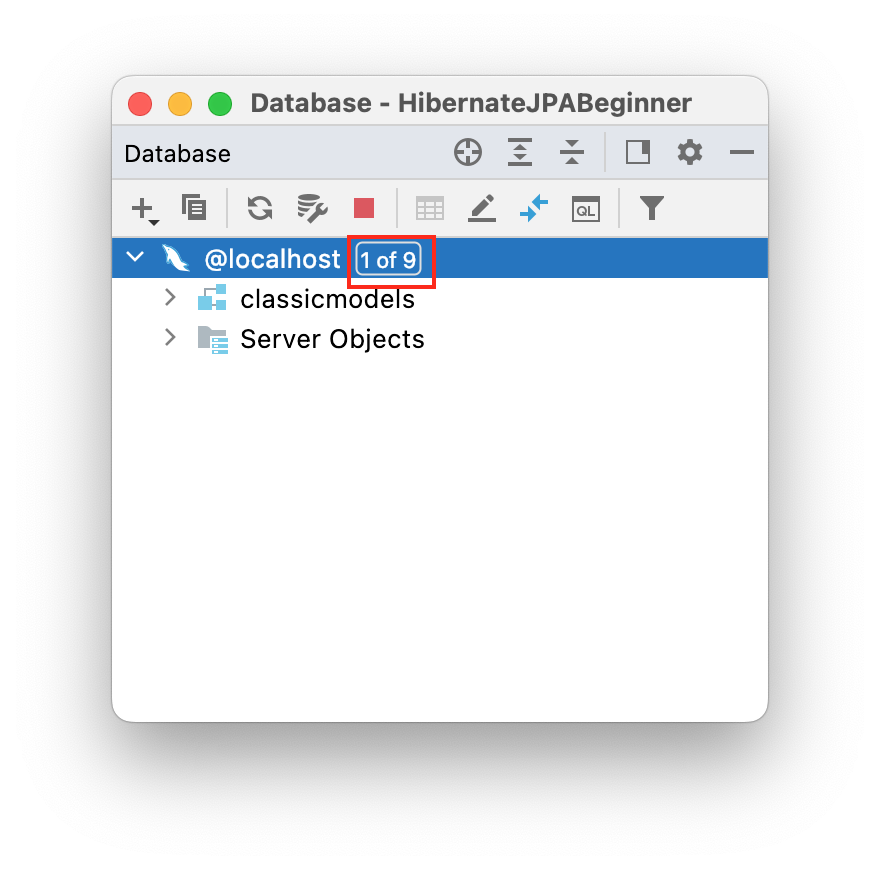 Database - HibernateJPABeginner
Database
QL
@localhost 1 of 9
classicmodels
Server Objects